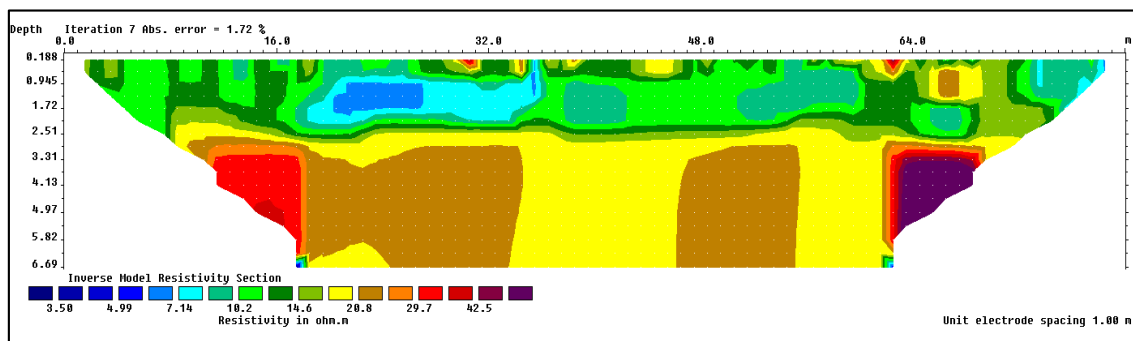 Depth Iteration 7 Abs. error = 1.72 %
0.0 16.0 32.0 48.0 64.0 m
0.188
0.945
1.72
2.51
3.31
4.13
4.97
5.82
6.69
Inverse Model Resistivity Section
3.50 4.99 7.14 10.2 14.6 20.8 29.7 42.5
Resistivity in ohm.m Unit electrode spacing 1.00 m